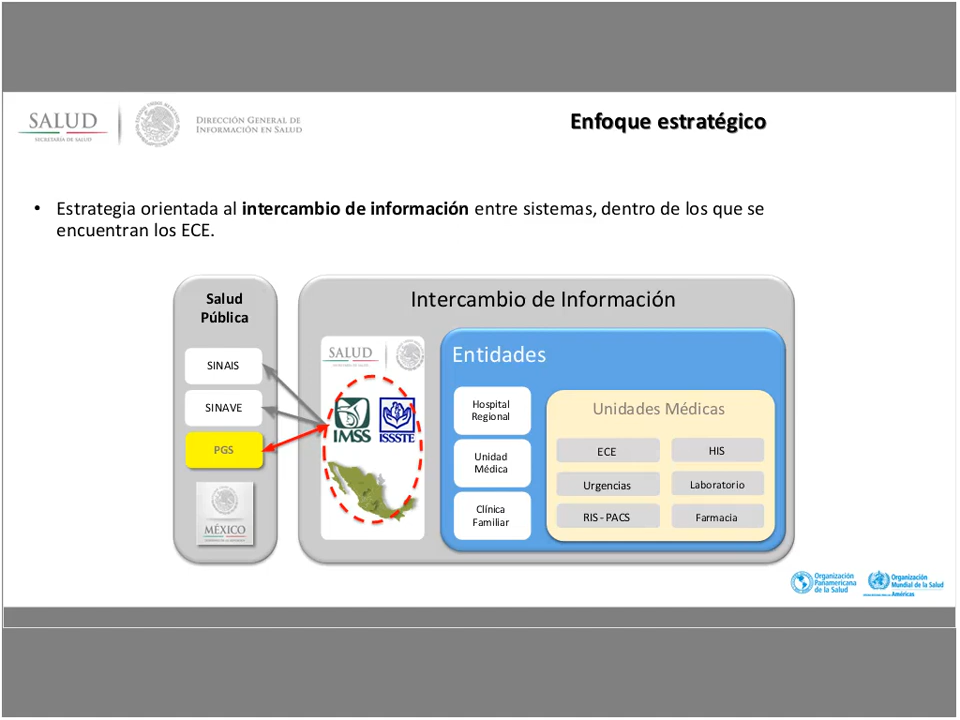 SALUD
SECRETARÍA DE SALUD
DIRECCIÓN GENERAL DE
INFORMACIÓN EN SALUD
Enfoque estratégico
• Estrategia orientada al intercambio de información entre sistemas, dentro de los que se
encuentran los ECE.
Salud
Pública
SINAIS
SINAVE
PGS
MÉXICO
Intercambio de Información
SALUD
IMSS
ISSSTE
Entidades
Hospital
Regional
Unidad
Médica
Clínica
Familiar
Unidades Médicas
ECE
HIS
Urgencias
Laboratorio
RIS - PACS
Farmacia
Organización
Panamericana
de la Salud
Organización
Mundial de la Salud
Américas